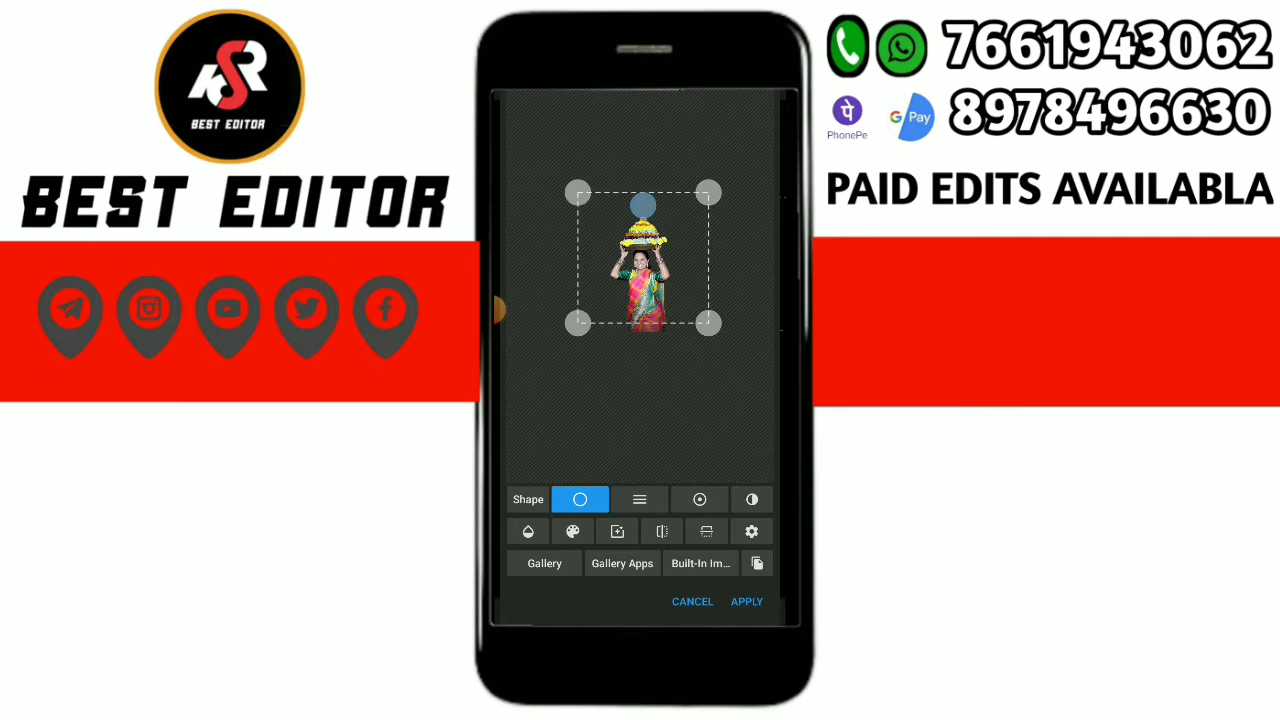 KSR
BEST EDITOR
BEST EDITOR
7661943062
8978496630
पे
PhonePe
G Pay
PAID EDITS AVAILABLA
Shape
Gallery
Gallery Apps
Built-In Im...
CANCEL
APPLY